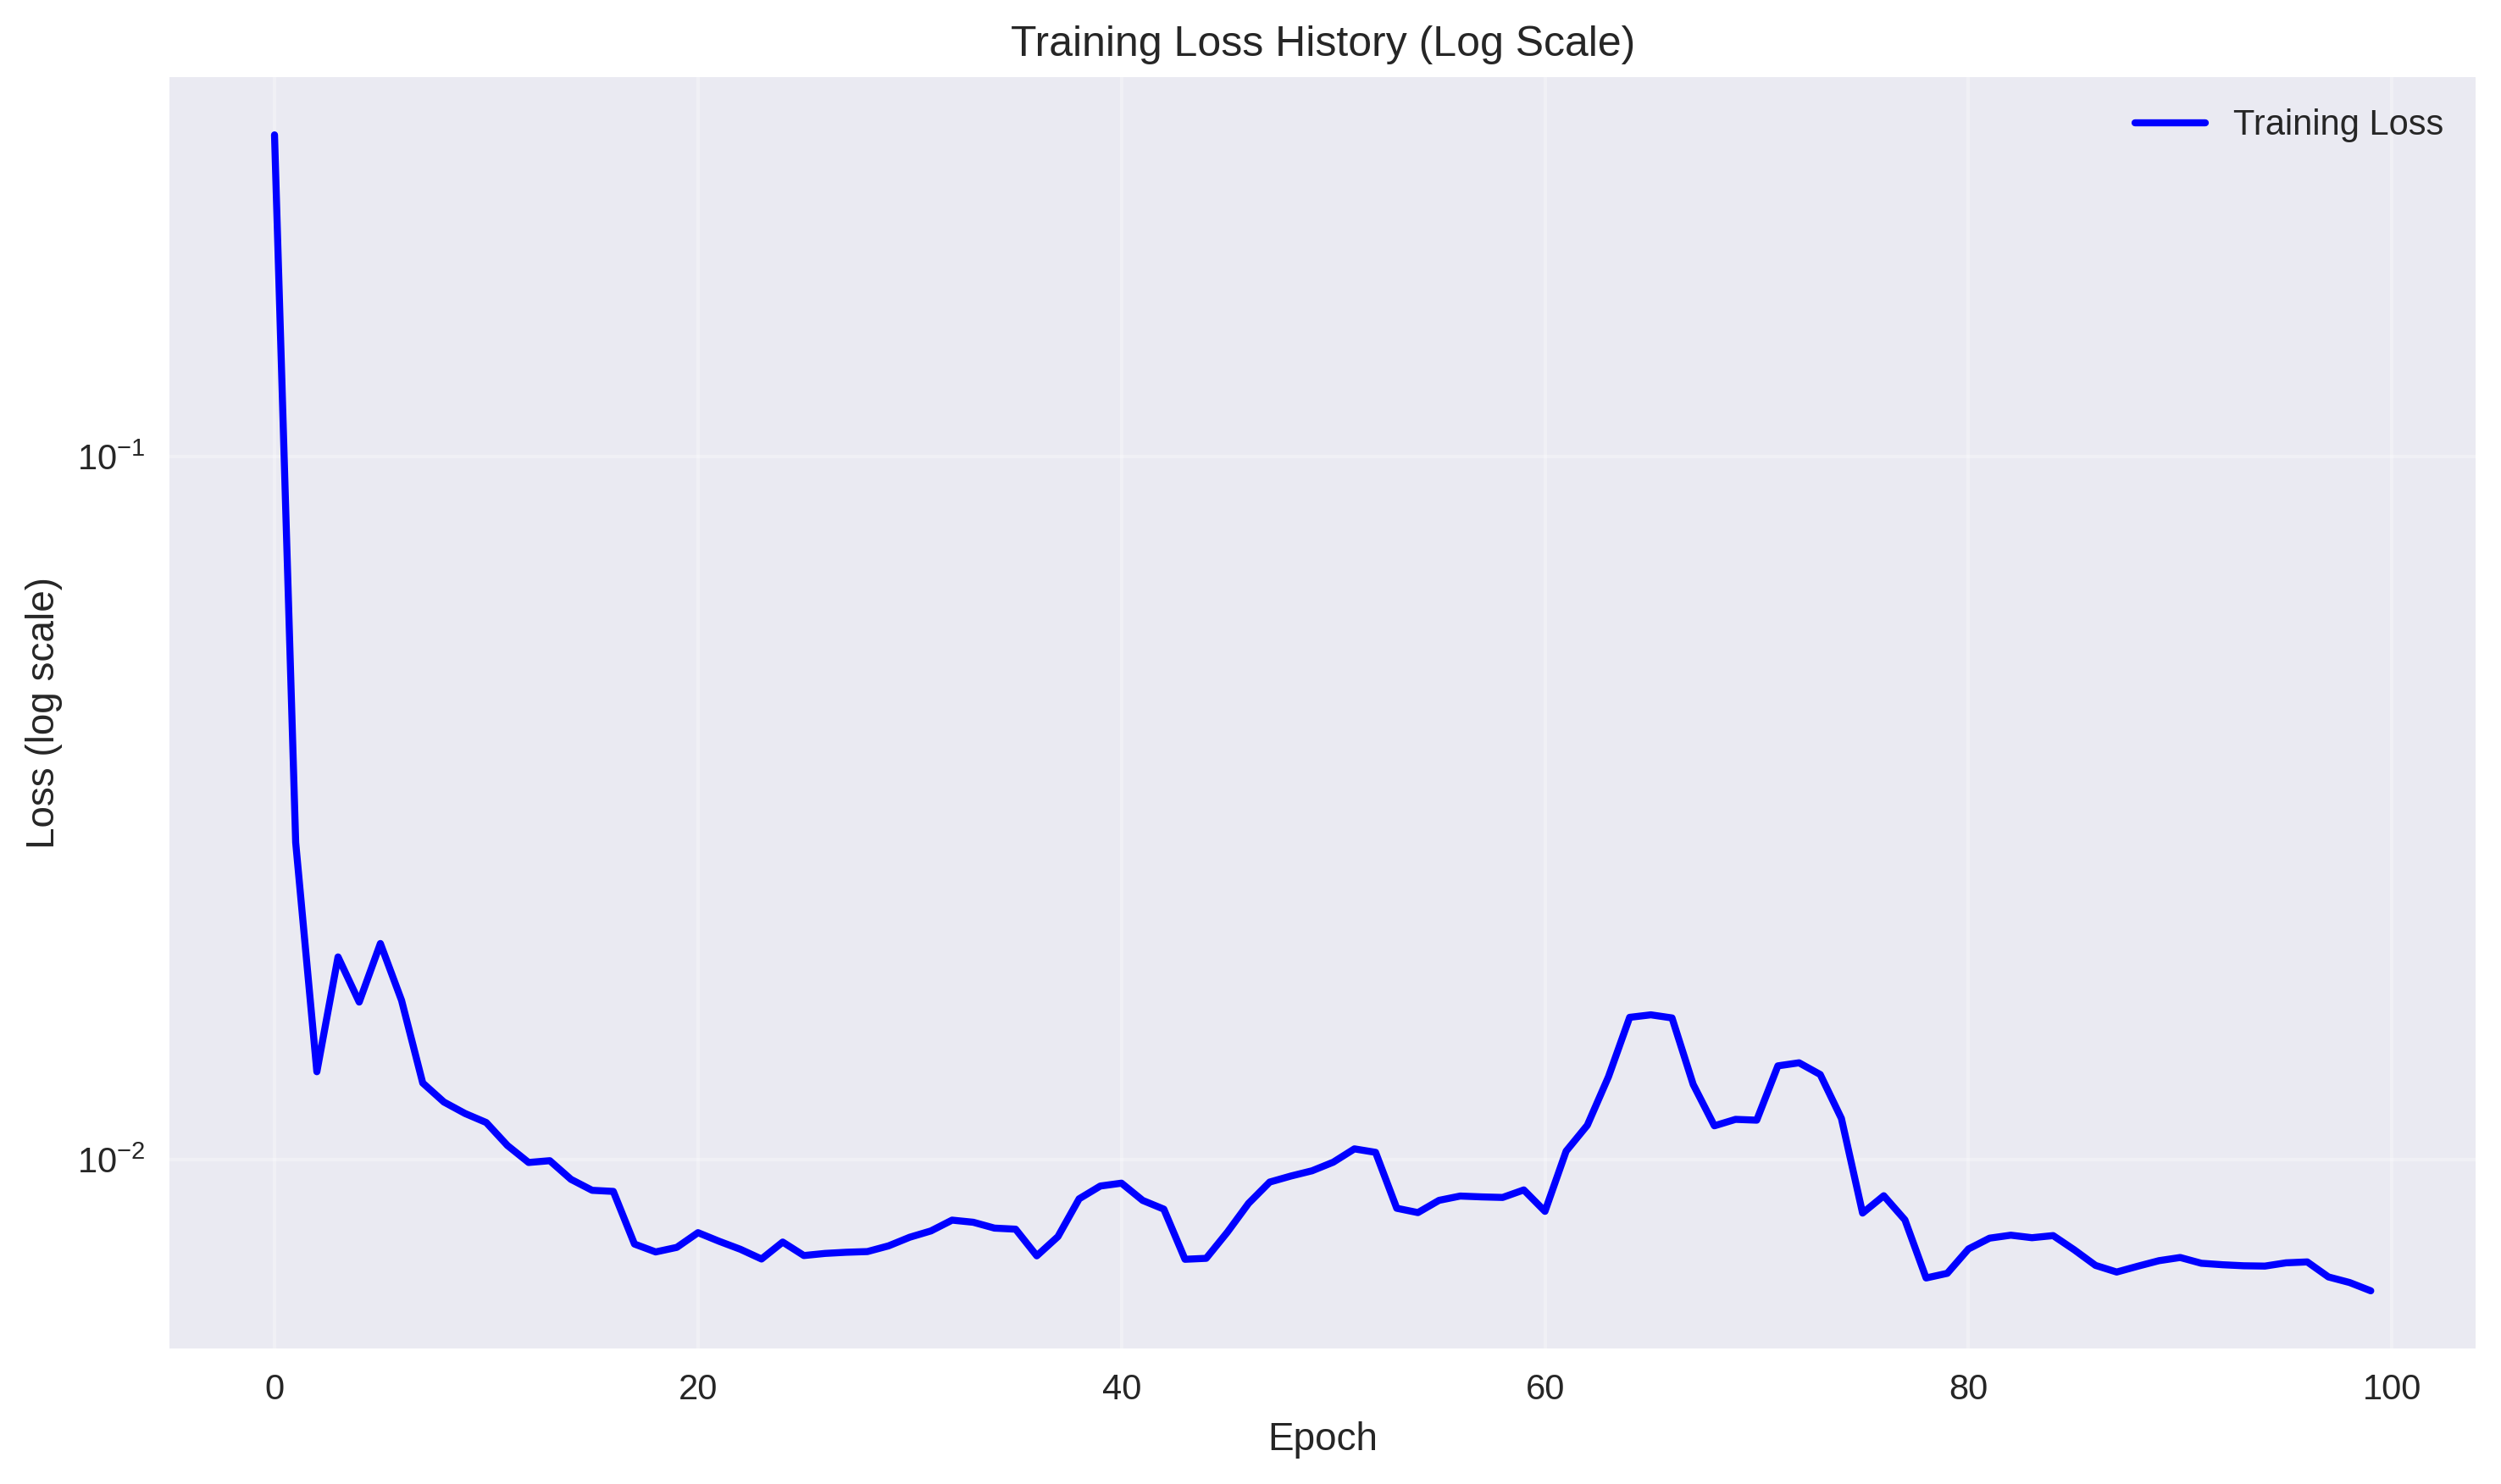 Training Loss History (Log Scale)
Training Loss
10⁻¹
10⁻²
Loss (log scale)
0 20 40 60 80 100
Epoch